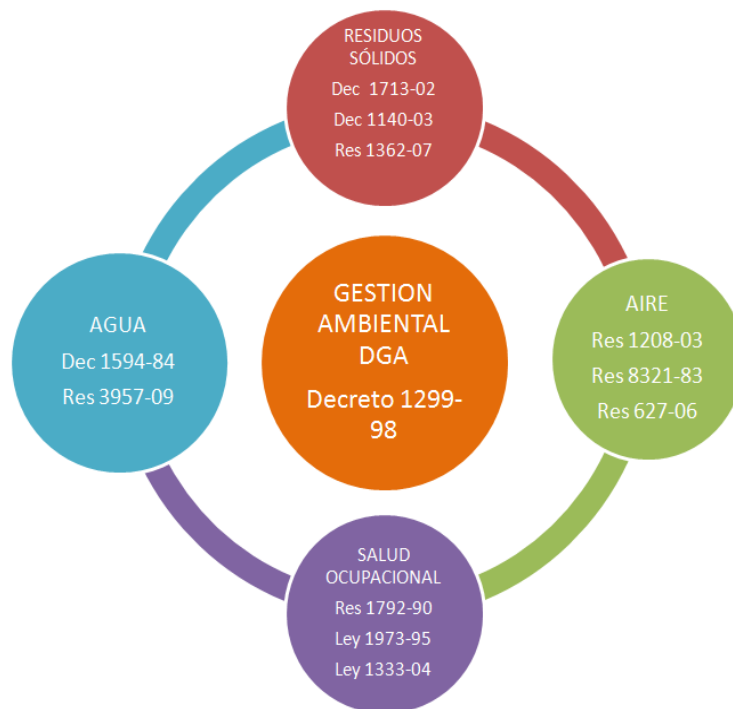 RESIDUOS
SÓLIDOS
Dec 1713-02
Dec 1140-03
Res 1362-07
AGUA
Dec 1594-84
Res 3957-09
GESTION
AMBIENTAL
DGA
Decreto 1299-
98
AIRE
Res 1208-03
Res 8321-83
Res 627-06
SALUD
OCUPACIONAL
Res 1792-90
Ley 1973-95
Ley 1333-04